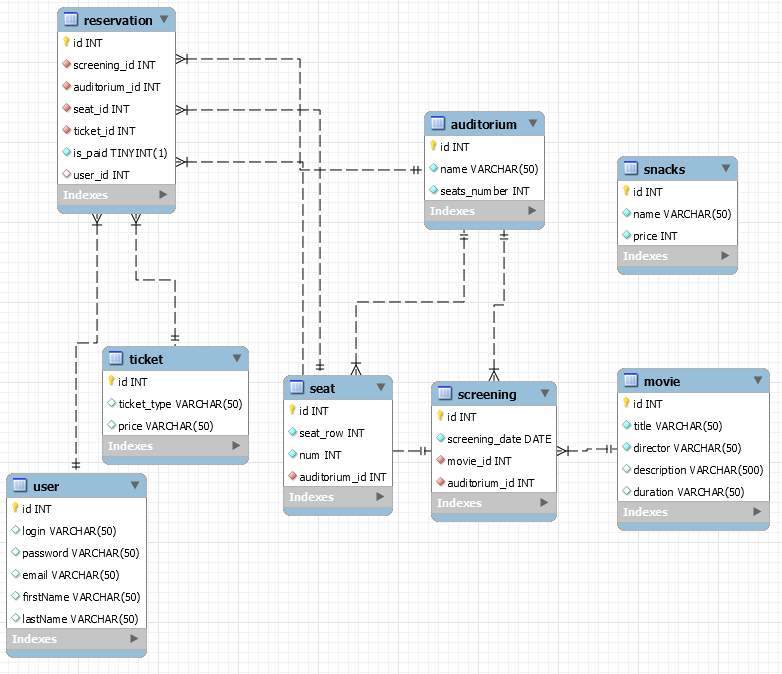 reservation
id INT
screening_id INT
auditorium_id INT
seat_id INT
ticket_id INT
is_paid TINYINT(1)
user_id INT
Indexes
auditorium
id INT
name VARCHAR(50)
seats_number INT
Indexes
snacks
id INT
name VARCHAR(50)
price INT
Indexes
ticket
id INT
ticket_type VARCHAR(50)
price VARCHAR(50)
Indexes
seat
id INT
seat_row INT
num INT
auditorium_id INT
Indexes
screening
id INT
screening_date DATE
movie_id INT
auditorium_id INT
Indexes
movie
id INT
title VARCHAR(50)
director VARCHAR(50)
description VARCHAR(500)
duration VARCHAR(50)
Indexes
user
id INT
login VARCHAR(50)
password VARCHAR(50)
email VARCHAR(50)
firstName VARCHAR(50)
lastName VARCHAR(50)
Indexes